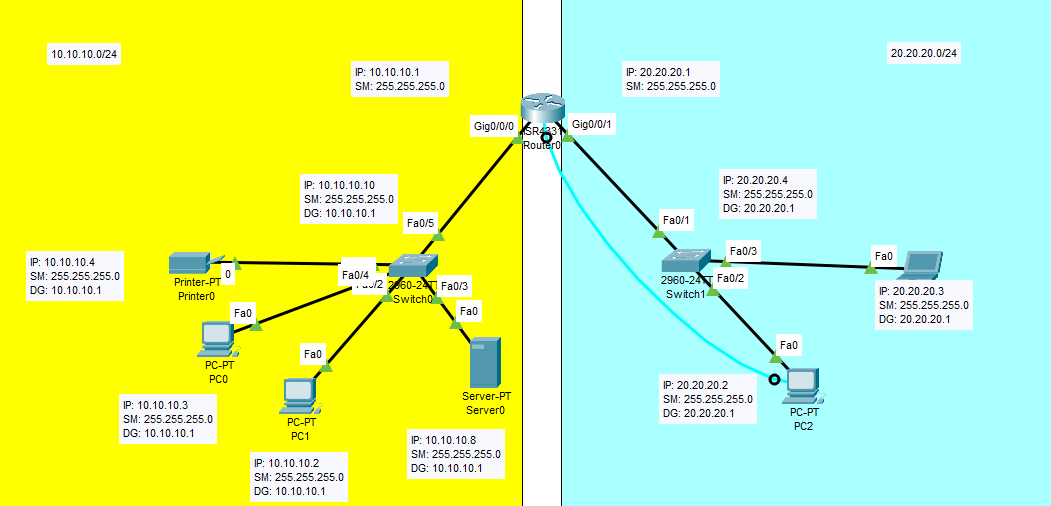 10.10.10.0/24
20.20.20.0/24
IP: 10.10.10.1
SM: 255.255.255.0
IP: 20.20.20.1
SM: 255.255.255.0
Gig0/0/0
ISR4331
Router0
Gig0/0/1
IP: 10.10.10.10
SM: 255.255.255.0
DG: 10.10.10.1
IP: 20.20.20.4
SM: 255.255.255.0
DG: 20.20.20.1
Fa0/5
Fa0/1
IP: 10.10.10.4
SM: 255.255.255.0
DG: 10.10.10.1
Printer-PT
Printer0
0
Fa0/4
2960-24TT
Switch0
Fa0/3
Fa0
2960-24TT
Switch1
Fa0/3
Fa0/2
Fa0
IP: 20.20.20.3
SM: 255.255.255.0
DG: 20.20.20.1
Fa0
PC-PT
PC0
Fa0
PC-PT
PC1
Server-PT
Server0
Fa0
PC-PT
PC2
IP: 20.20.20.2
SM: 255.255.255.0
DG: 20.20.20.1
IP: 10.10.10.3
SM: 255.255.255.0
DG: 10.10.10.1
IP: 10.10.10.2
SM: 255.255.255.0
DG: 10.10.10.1
IP: 10.10.10.8
SM: 255.255.255.0
DG: 10.10.10.1